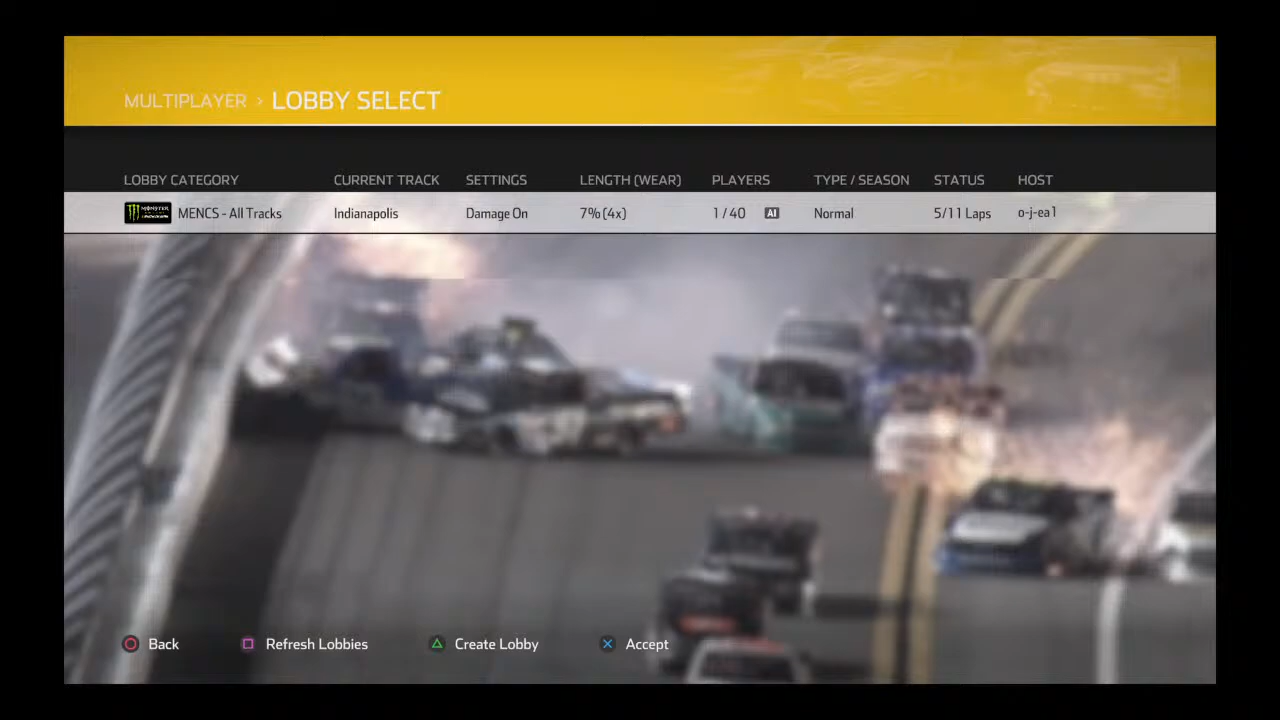 MULTIPLAYER > LOBBY SELECT
LOBBY CATEGORY CURRENT TRACK SETTINGS LENGTH (WEAR) PLAYERS TYPE / SEASON STATUS HOST
MONSTER MENCS - All Tracks Indianapolis Damage On 7% (4x) 1 / 40 AI Normal 5/11 Laps o-j-ea1
Back Refresh Lobbies Create Lobby Accept